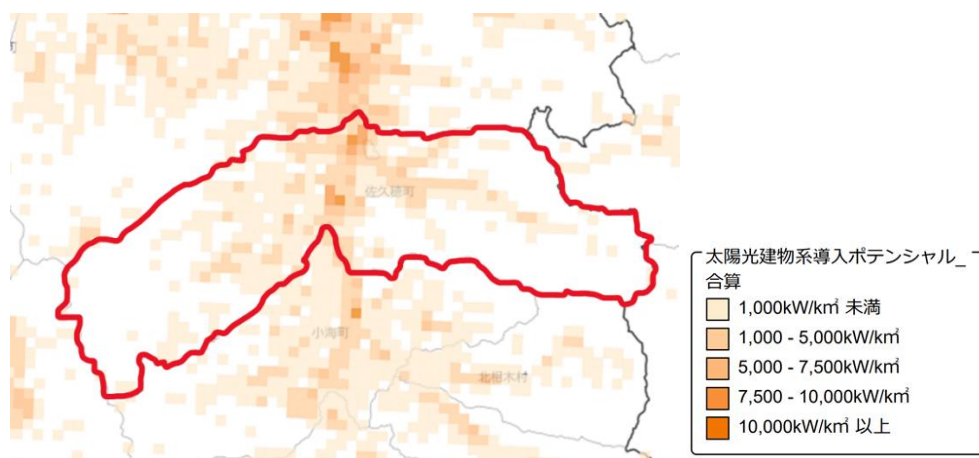 町
佐久穂町
小海町
北相木村
太陽光建物系導入ポテンシャル_
合算
1,000kW/k㎡ 未満
1,000 - 5,000kW/k㎡
5,000 - 7,500kW/k㎡
7,500 - 10,000kW/k㎡
10,000kW/k㎡ 以上